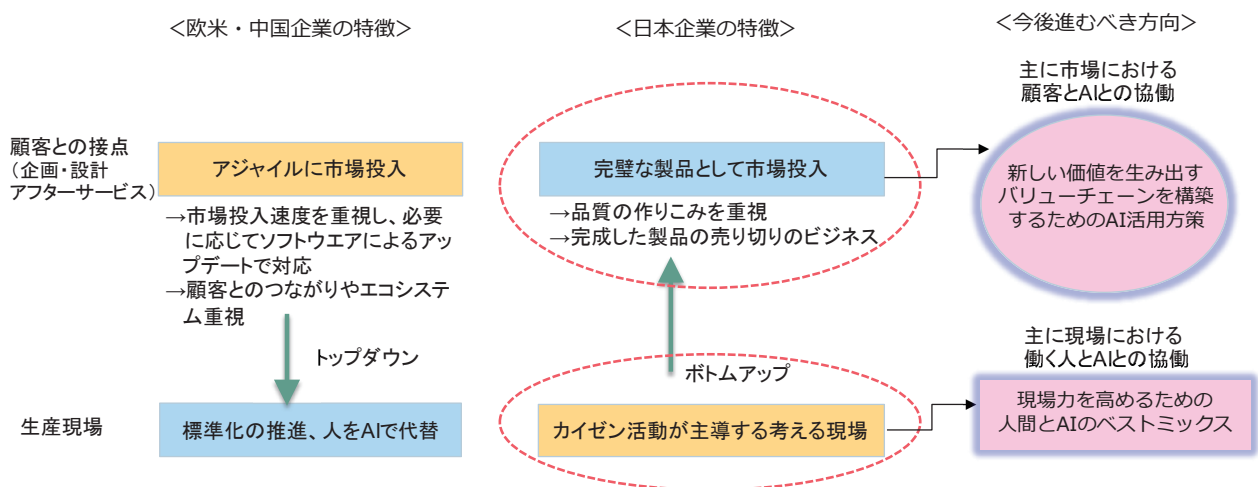 ＜欧米・中国企業の特徴＞
＜日本企業の特徴＞
＜今後進むべき方向＞
主に市場における
顧客とAIとの協働
顧客との接点
（企画・設計
アフターサービス）
アジャイルに市場投入
完璧な製品として市場投入
新しい価値を生み出す
バリューチェーンを構築
するためのAI活用方策
→市場投入速度を重視し、必要
に応じてソフトウエアによるアッ
プデートで対応
→顧客とのつながりやエコシステ
ム重視
→品質の作りこみを重視
→完成した製品の売り切りのビジネス
トップダウン
ボトムアップ
主に現場における
働く人とAIとの協働
生産現場
標準化の推進、人をAIで代替
カイゼン活動が主導する考える現場
現場力を高めるための
人間とAIのベストミックス